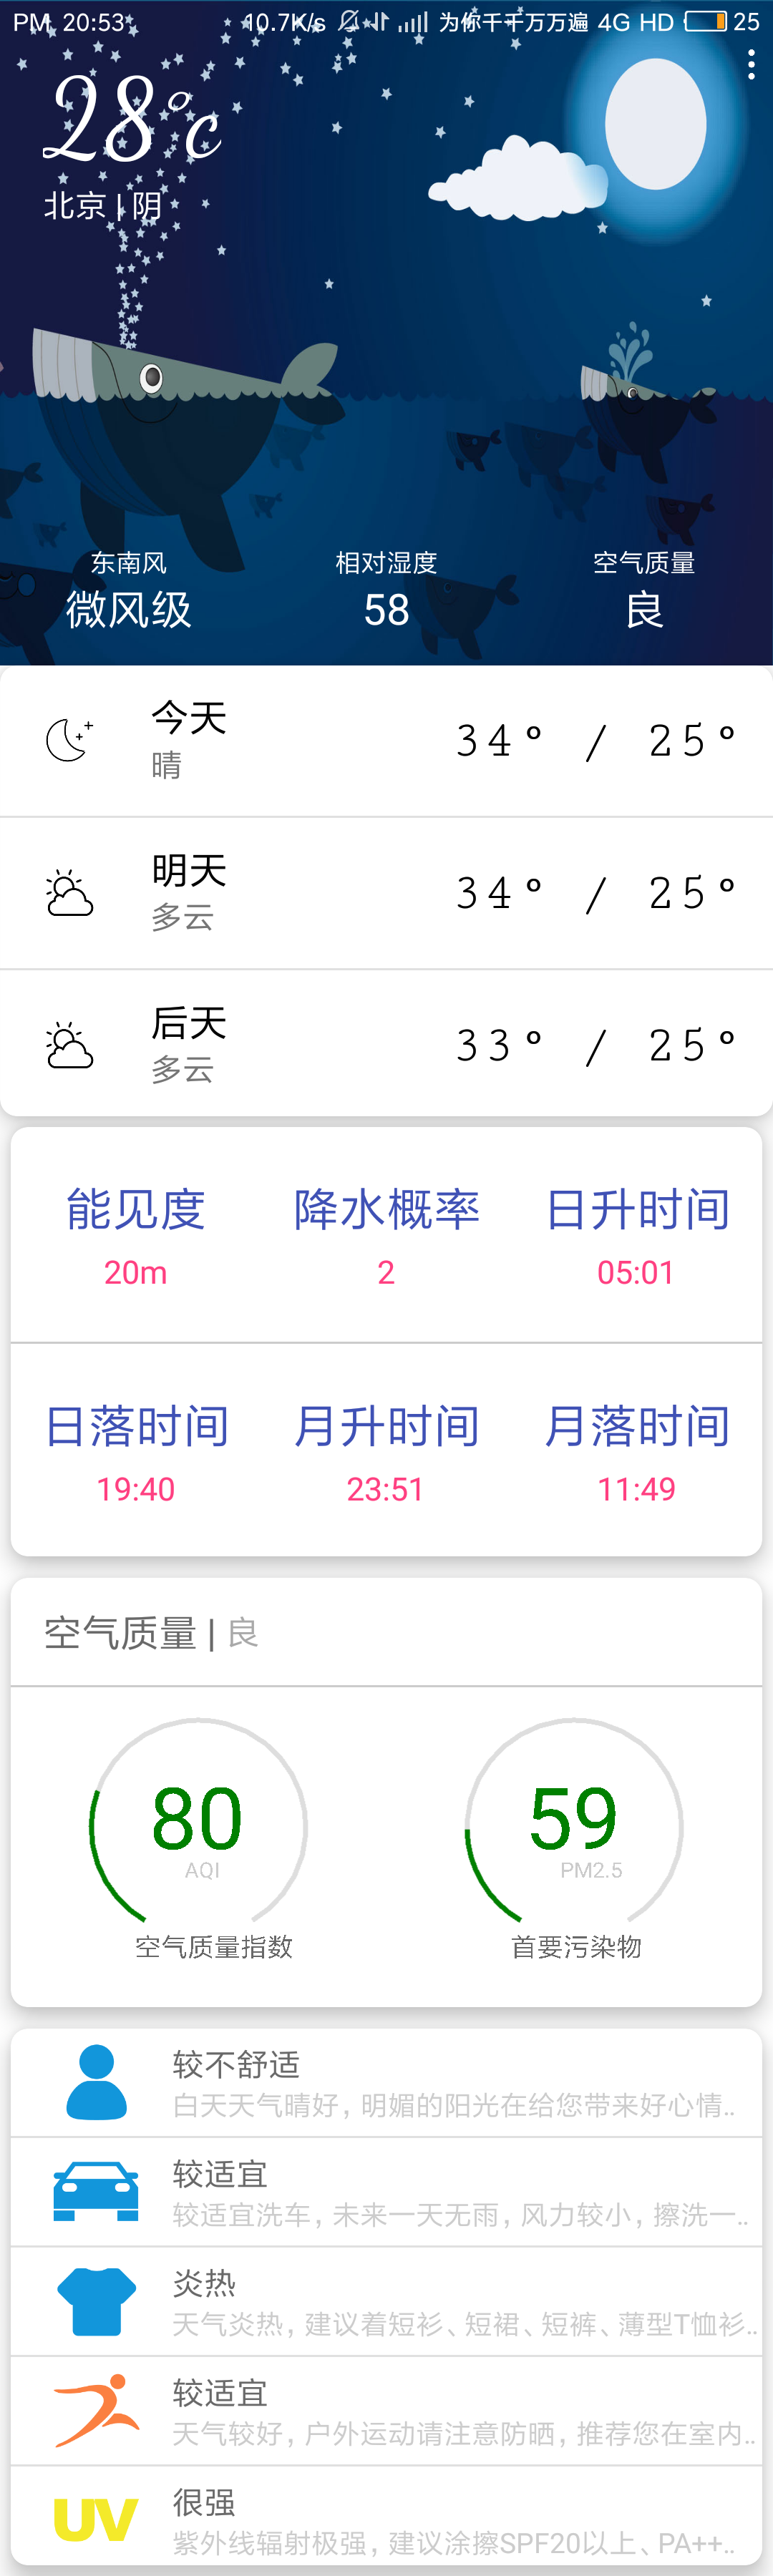 PM 20:53 10.7K/s 为你千千万万遍 4G HD 25
28°c
北京 | 阴
东南风 相对湿度 空气质量
微风级 58 良
今天 34° / 25°
晴
明天 34° / 25°
多云
后天 33° / 25°
多云
能见度 降水概率 日升时间
20m 2 05:01
日落时间 月升时间 月落时间
19:40 23:51 11:49
空气质量 | 良
80 59
AQI PM2.5
空气质量指数 首要污染物
较不舒适
白天天气晴好，明媚的阳光在给您带来好心情..
较适宜
较适宜洗车，未来一天无雨，风力较小，擦洗一..
炎热
天气炎热，建议着短衫、短裙、短裤、薄型T恤衫..
较适宜
天气较好，户外运动请注意防晒，推荐您在室内..
UV 很强
紫外线辐射极强，建议涂擦SPF20以上、PA++..